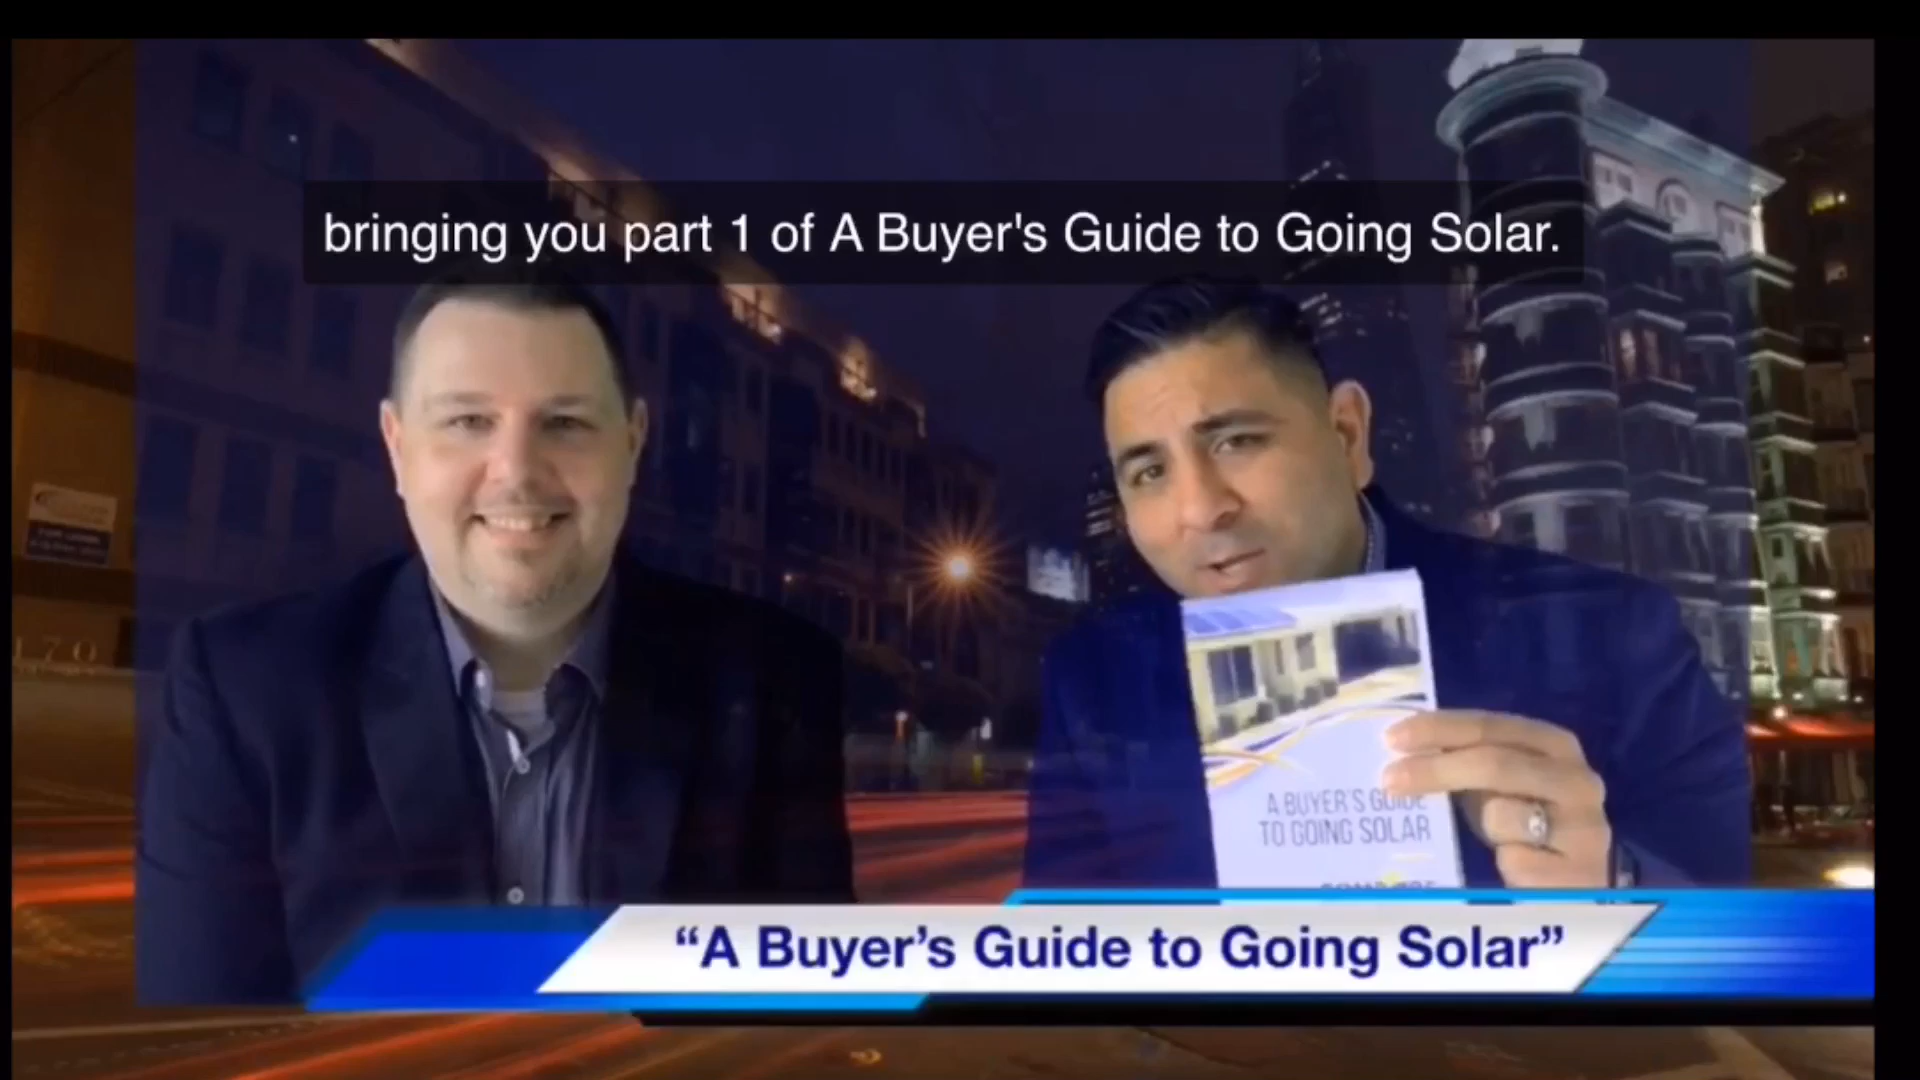 bringing you part 1 of A Buyer's Guide to Going Solar.
170
A BUYER'S GUIDE
TO GOING SOLAR
“A Buyer’s Guide to Going Solar”